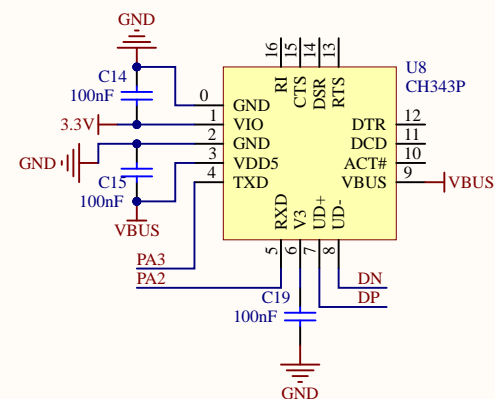 GND
16
15
14
13
U8
CH343P
C14
100nF
RI
CTS
DSR
RTS
0
GND
3.3V
1
VIO
DTR
12
2
GND
DCD
11
GND
3
VDD5
ACT#
10
C15
4
TXD
VBUS
9
VBUS
100nF
VBUS
RXD
V3
UD+
UD-
PA3
5
6
7
8
PA2
DN
C19
DP
100nF
GND